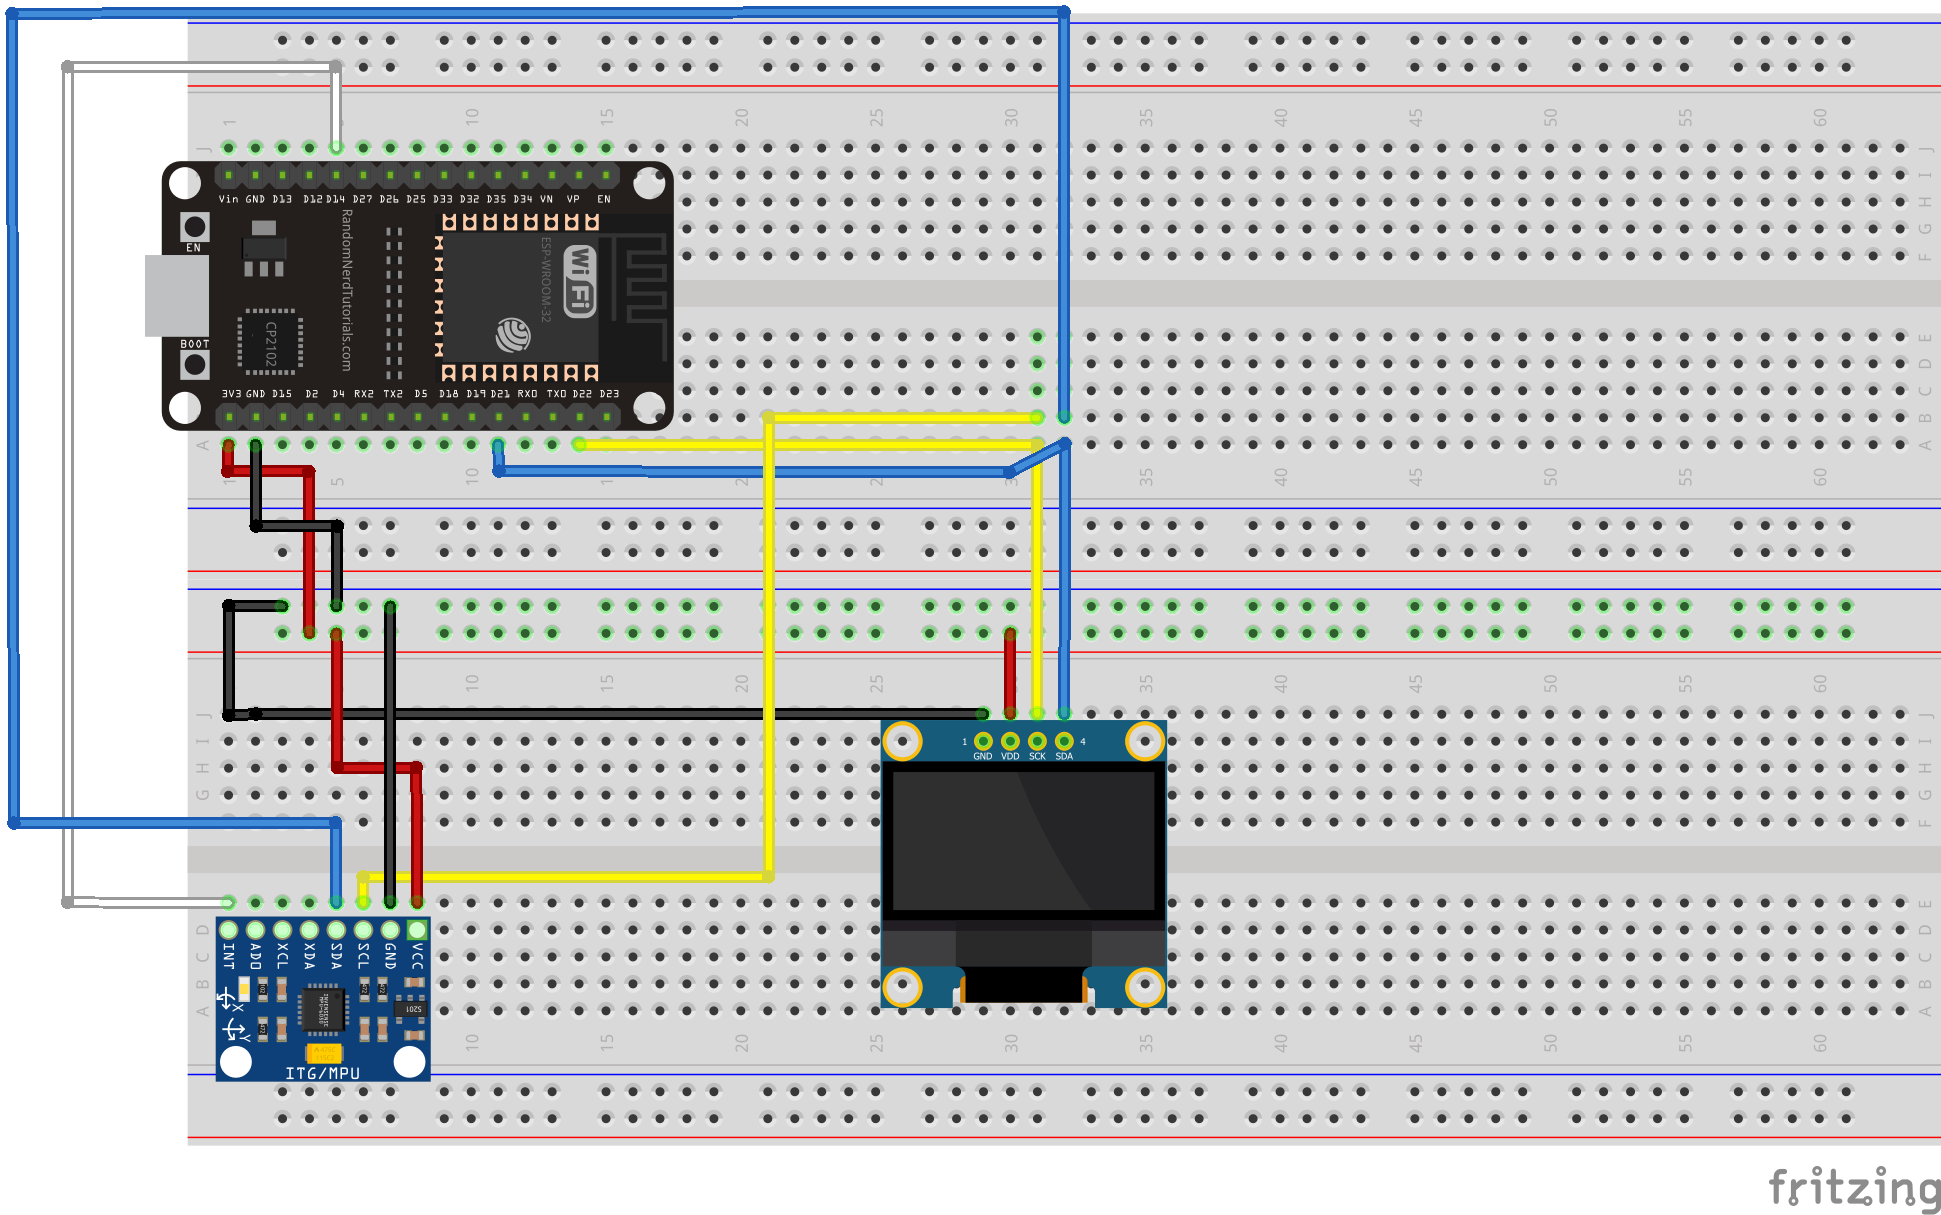 1 5 10 15 20 25 30 35 40 45 50 55 60
J J
I
H
G
F
Vin GND D13 D12 D14 D27 D26 D25 D33 D32 D35 D34 VN VP EN
EN
RandomNerdTutorials.com
ESP-WROOM-32
WiFi
CP2102
BOOT
3V3 GND D15 D2 D4 RX2 TX2 D5 D18 D19 D21 RX0 TX0 D22 D23
E
D
C
B
A A
1 5 10 15 20 25 30 35 40 45 50 55 60
10 15 20 25 35 40 45 50 55 60
J J
I I
H H
G G
F F
1 4
GND VDD SCK SDA
E
D D
C C
B B
A A
INT ADO XCL XDA SDA SCL GND VCC
X
Y
ITG/MPU
10 15 20 25 30 35 40 45 50 55 60
fritzing